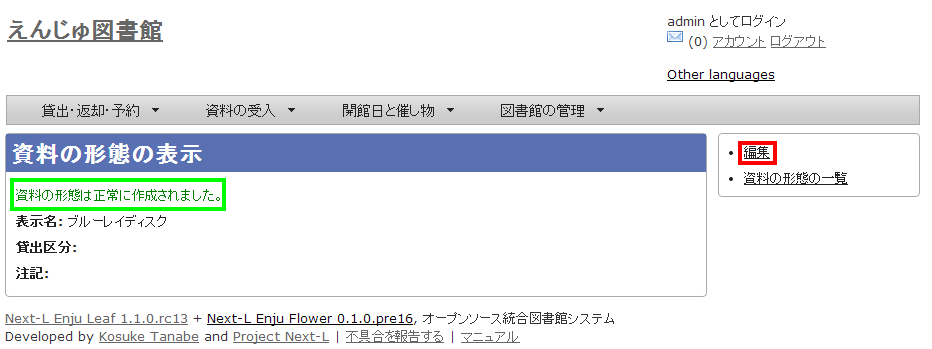 えんじゅ図書館
admin としてログイン
(0) アカウント ログアウト
Other languages
貸出・返却・予約 資料の受入 開館日と催し物 図書館の管理
資料の形態の表示
資料の形態は正常に作成されました。
表示名: ブルーレイディスク
貸出区分:
注記:
編集
資料の形態の一覧
Next-L Enju Leaf 1.1.0.rc13 + Next-L Enju Flower 0.1.0.pre16, オープンソース統合図書館システム
Developed by Kosuke Tanabe and Project Next-L | 不具合を報告する | マニュアル